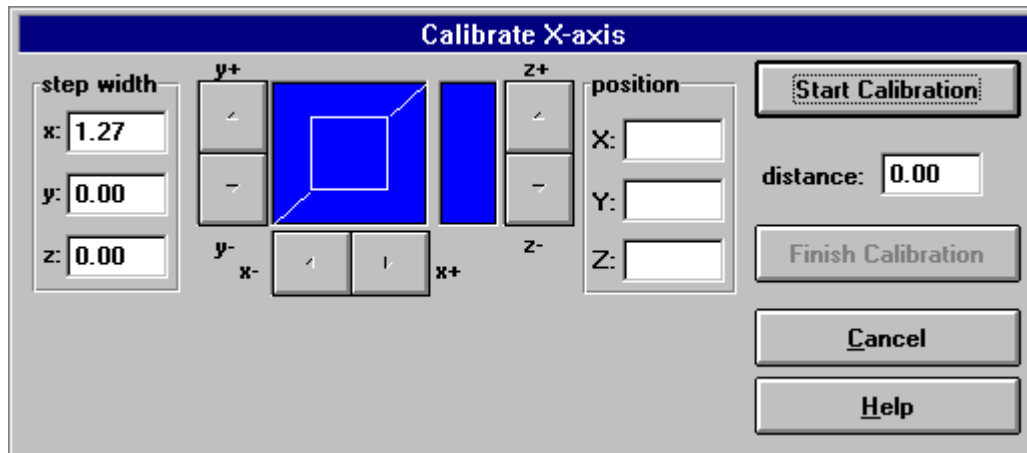 Calibrate X-axis
step width
x: 1.27
y: 0.00
z: 0.00
y+
y-
x-
x+
z+
z-
position
X:
Y:
Z:
Start Calibration
distance: 0.00
Finish Calibration
Cancel
Help